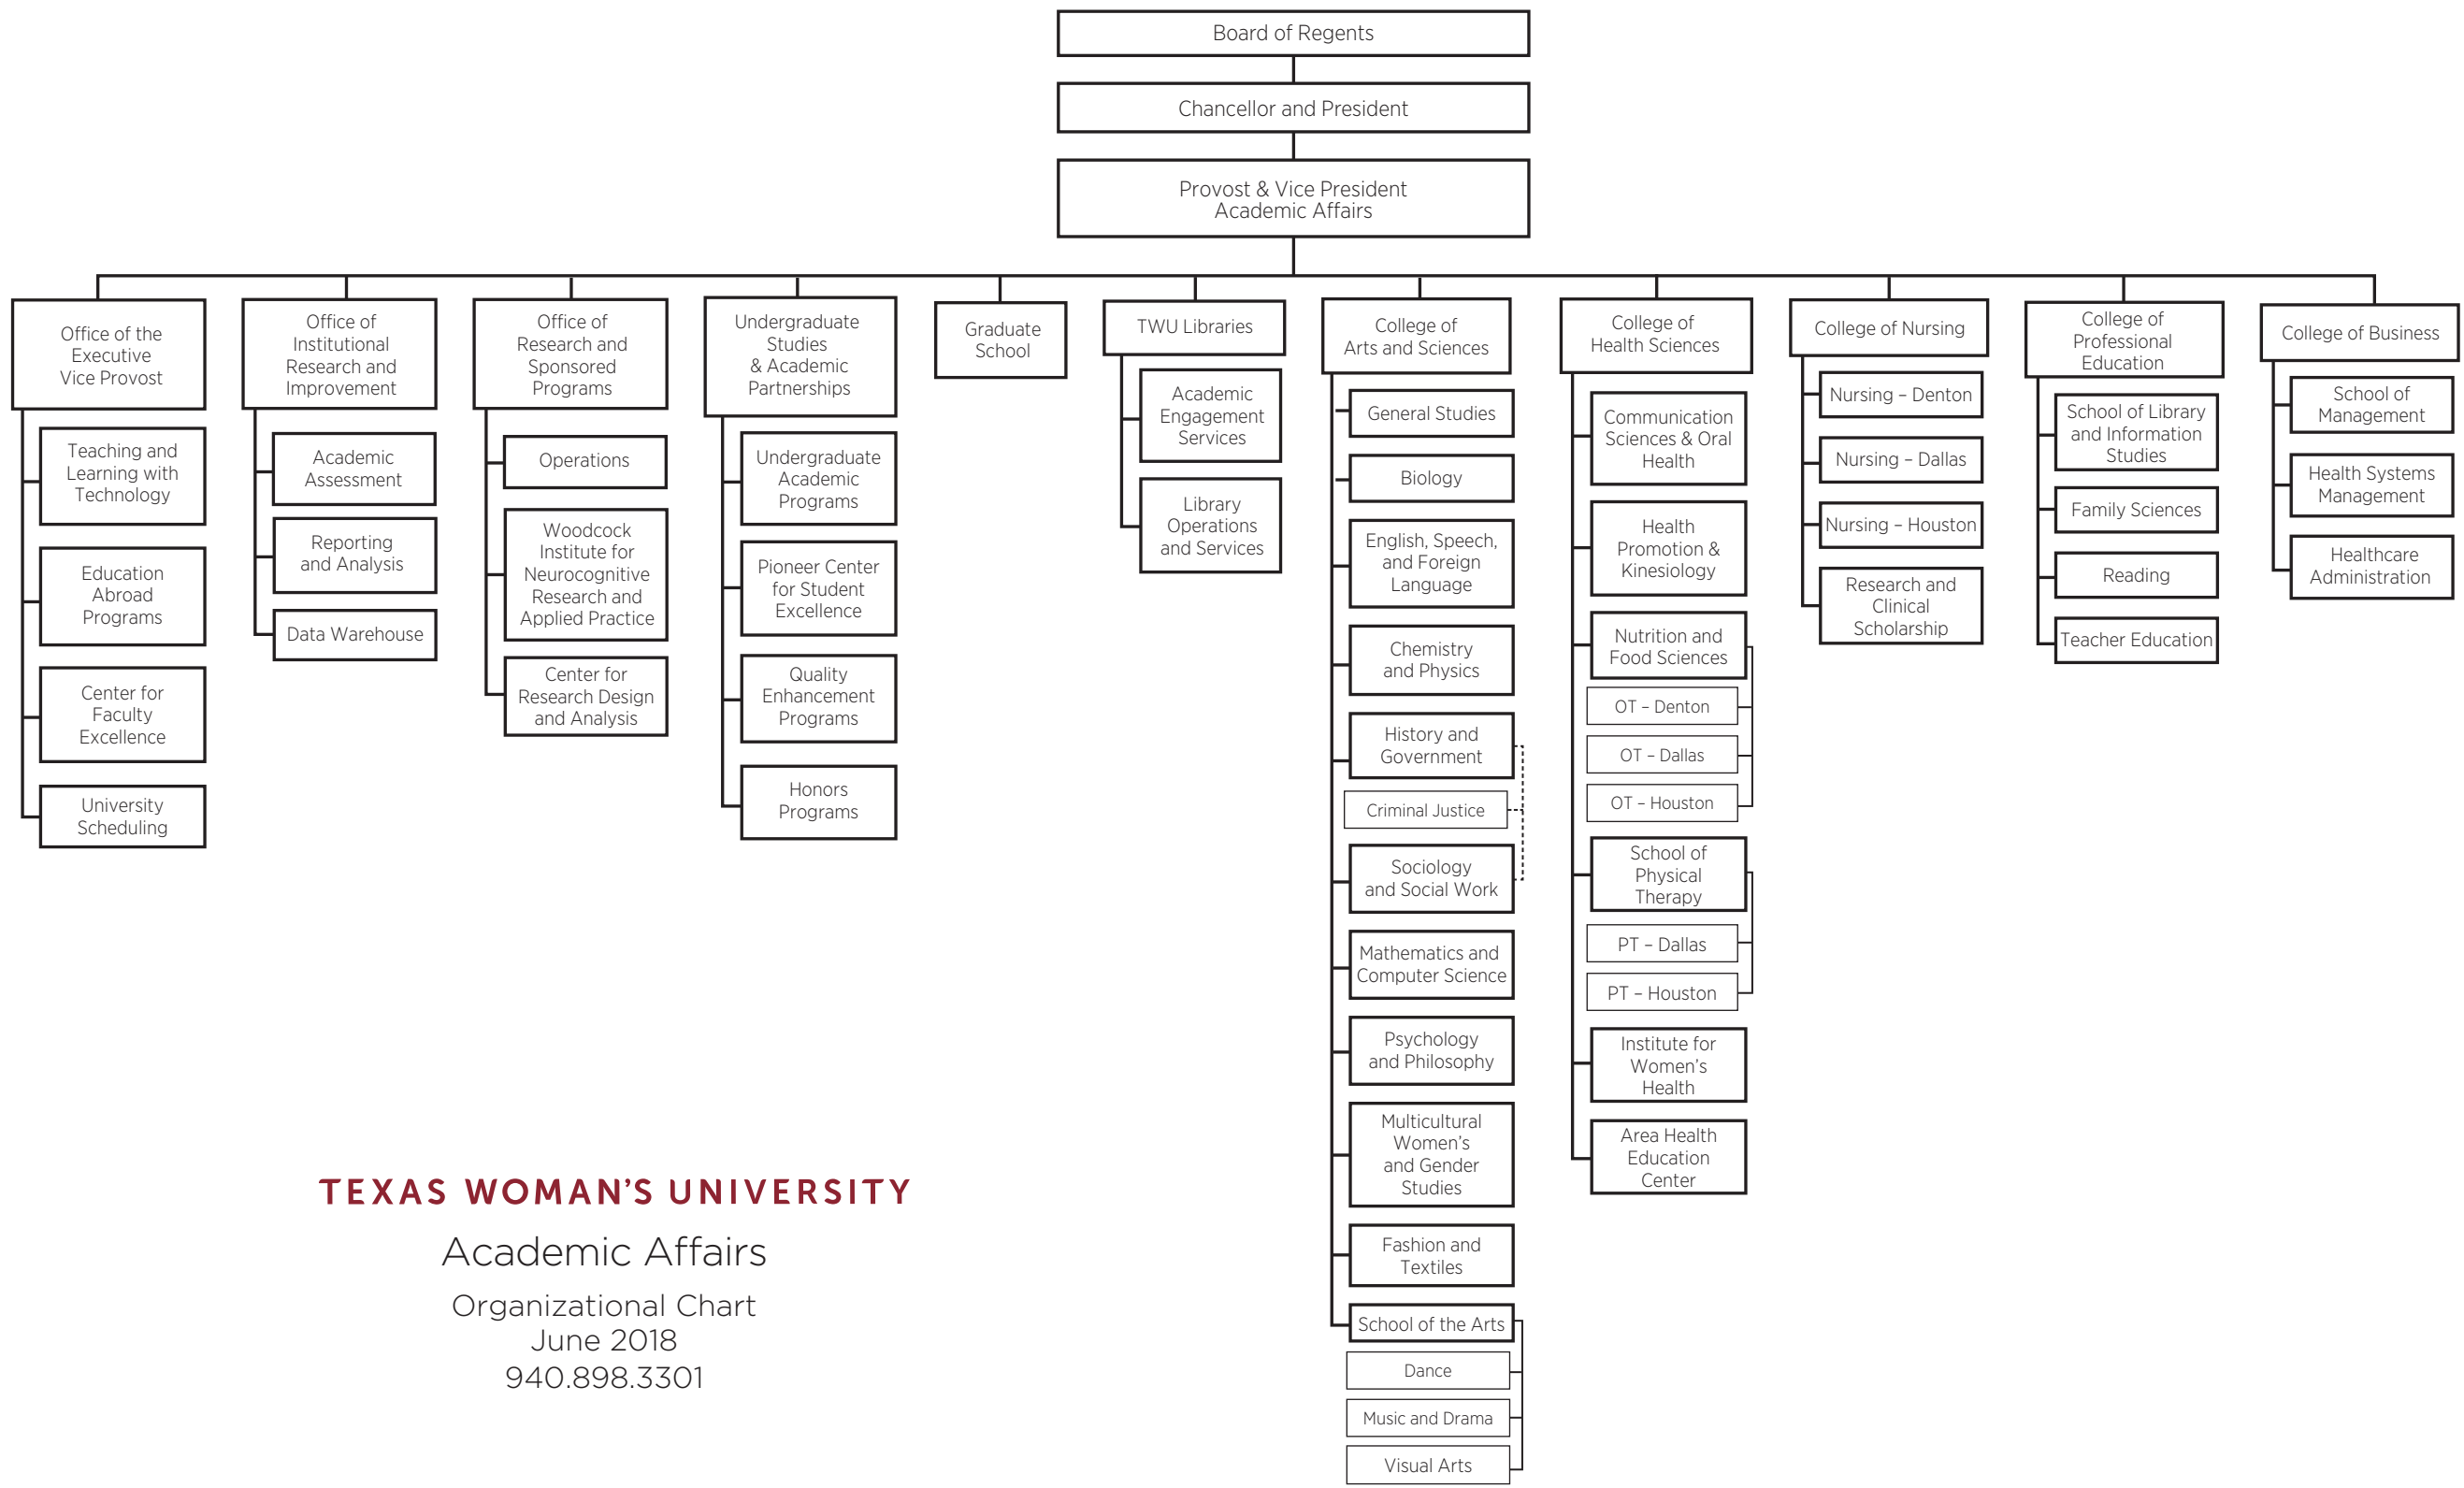 Board of Regents
Chancellor and President
Provost & Vice President
Academic Affairs
Office of the
Executive
Vice Provost
Teaching and
Learning with
Technology
Education
Abroad
Programs
Center for
Faculty
Excellence
University
Scheduling
Office of
Institutional
Research and
Improvement
Academic
Assessment
Reporting
and Analysis
Data Warehouse
Office of
Research and
Sponsored
Programs
Operations
Woodcock
Institute for
Neurocognitive
Research and
Applied Practice
Center for
Research Design
and Analysis
Undergraduate
Studies
& Academic
Partnerships
Undergraduate
Academic
Programs
Pioneer Center
for Student
Excellence
Quality
Enhancement
Programs
Honors
Programs
Graduate
School
TWU Libraries
Academic
Engagement
Services
Library
Operations
and Services
College of
Arts and Sciences
General Studies
Biology
English, Speech,
and Foreign
Language
Chemistry
and Physics
History and
Government
Criminal Justice
Sociology
and Social Work
Mathematics and
Computer Science
Psychology
and Philosophy
Multicultural
Women's
and Gender
Studies
Fashion and
Textiles
School of the Arts
Dance
Music and Drama
Visual Arts
College of
Health Sciences
Communication
Sciences & Oral
Health
Health
Promotion &
Kinesiology
Nutrition and
Food Sciences
OT – Denton
OT – Dallas
OT – Houston
School of
Physical
Therapy
PT – Dallas
PT – Houston
Institute for
Women's
Health
Area Health
Education
Center
College of Nursing
Nursing – Denton
Nursing – Dallas
Nursing – Houston
Research and
Clinical
Scholarship
College of
Professional
Education
School of Library
and Information
Studies
Family Sciences
Reading
Teacher Education
College of Business
School of
Management
Health Systems
Management
Healthcare
Administration
TEXAS WOMAN'S UNIVERSITY
Academic Affairs
Organizational Chart
June 2018
940.898.3301